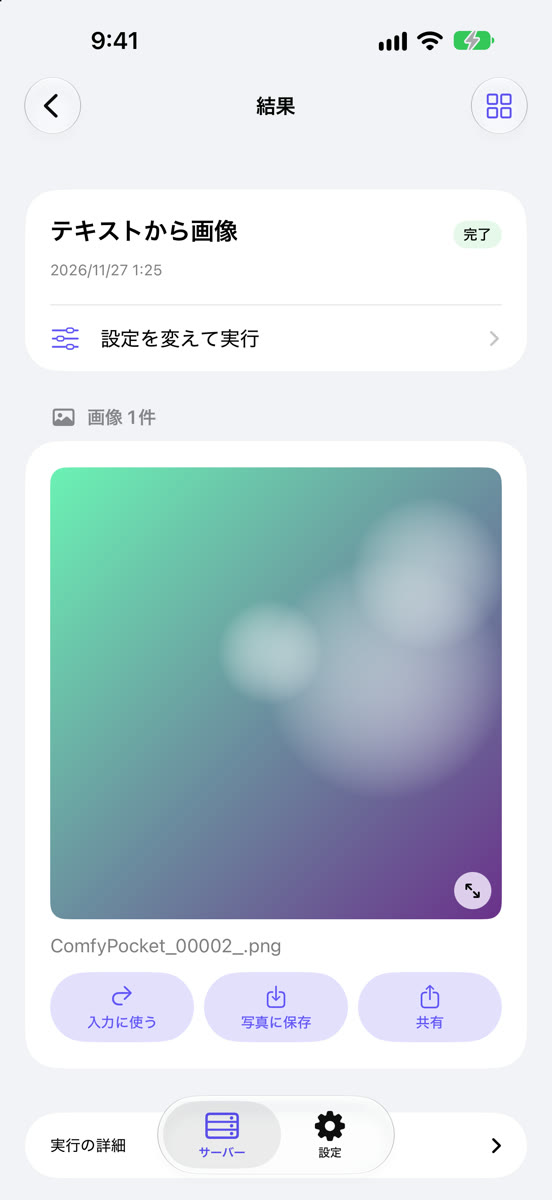 9:41
結果
テキストから画像
完了
2026/11/27 1:25
設定を変えて実行
画像 1件
ComfyPocket_00002_.png
入力に使う
写真に保存
共有
実行の詳細
サーバー
設定